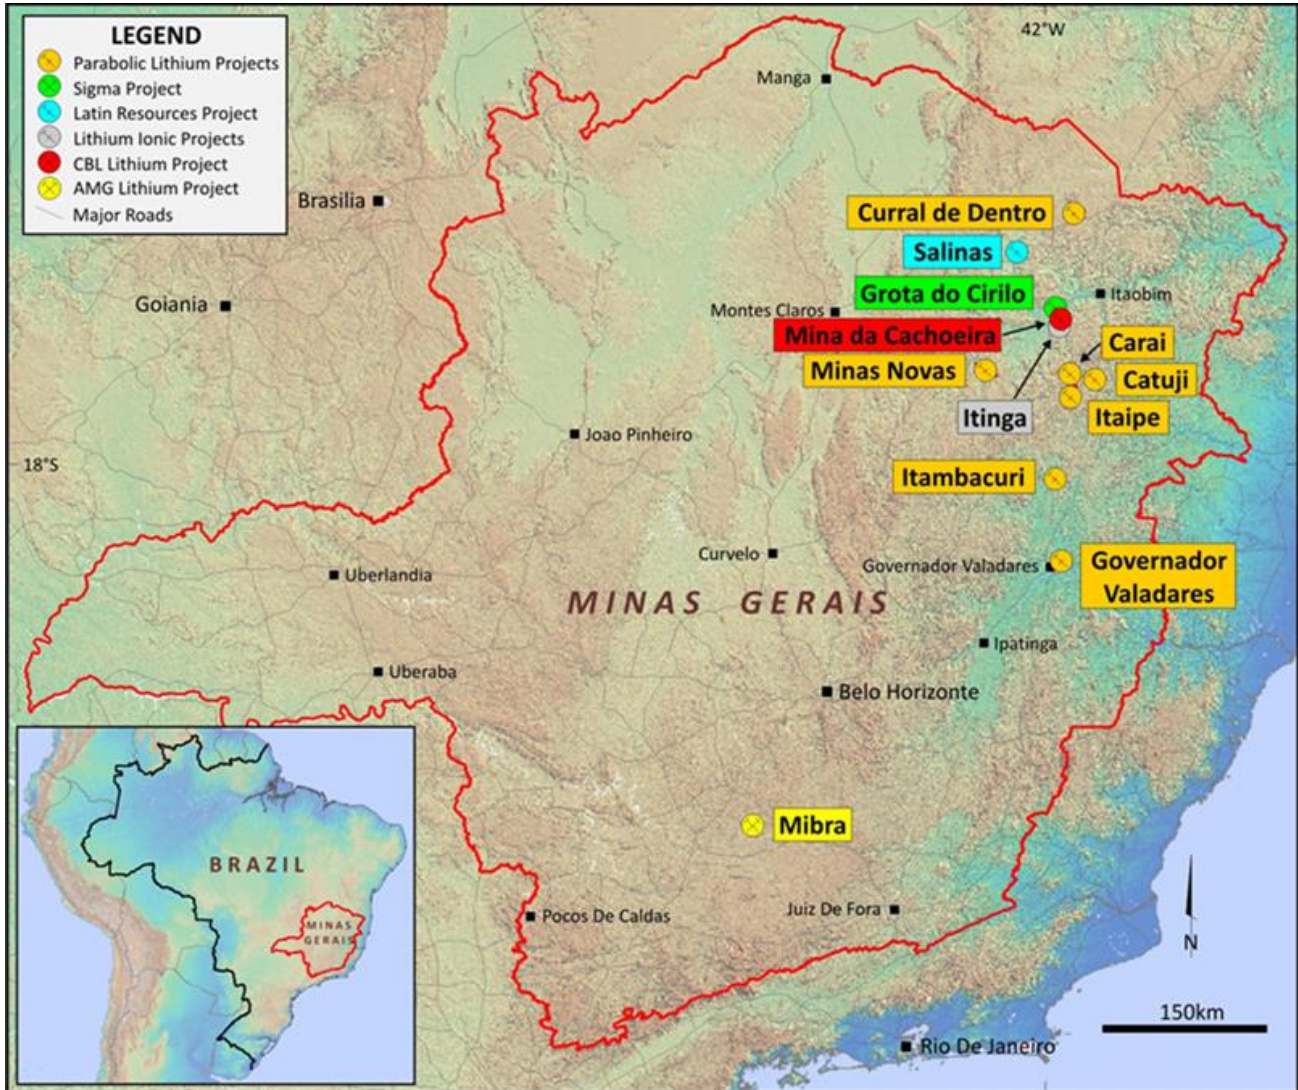 LEGEND
Parabolic Lithium Projects
Sigma Project
Latin Resources Project
Lithium Ionic Projects
CBL Lithium Project
AMG Lithium Project
Major Roads
42°W
Manga
Brasilia
Curral de Dentro
Salinas
Goiania
Grota do Cirilo
Itaobim
Montes Claros
Mina da Cachoeira
Carai
Minas Novas
Catuji
Itinga
Itaipe
Joao Pinheiro
18°S
Itambacuri
Curvelo
Governador Valadares
Governador
Valadares
Uberlandia
MINAS GERAIS
Ipatinga
Uberaba
Belo Horizonte
Mibra
BRAZIL
MINAS
GERAIS
Pocos De Caldas
Juiz De Fora
N
150km
Rio De Janeiro